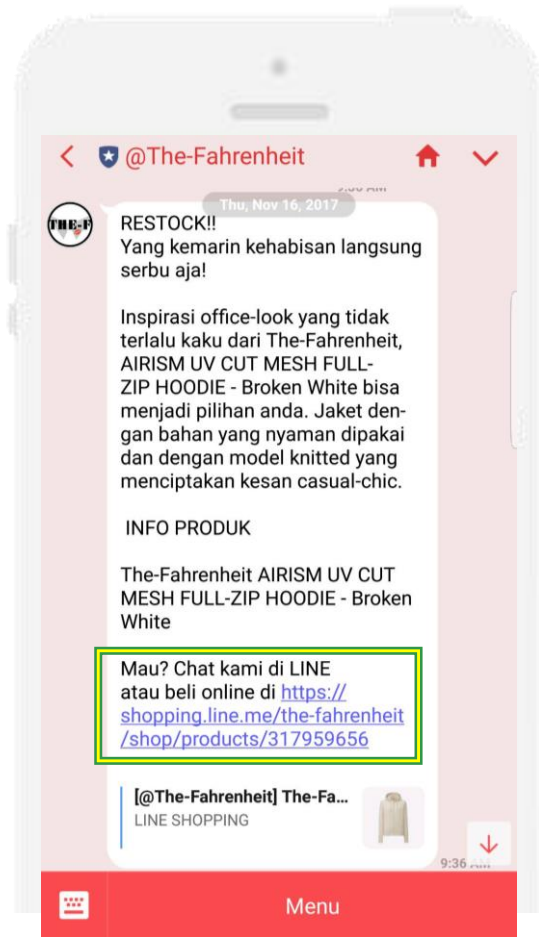 @The-Fahrenheit
Thu, Nov 16, 2017
THE-F
RESTOCK!!
Yang kemarin kehabisan langsung
serbu aja!
Inspirasi office-look yang tidak
terlalu kaku dari The-Fahrenheit,
AIRISM UV CUT MESH FULL-
ZIP HOODIE - Broken White bisa
menjadi pilihan anda. Jaket den-
gan bahan yang nyaman dipakai
dan dengan model knitted yang
menciptakan kesan casual-chic.
INFO PRODUK
The-Fahrenheit AIRISM UV CUT
MESH FULL-ZIP HOODIE - Broken
White
Mau? Chat kami di LINE
atau beli online di https://
shopping.line.me/the-fahrenheit
/shop/products/317959656
[@The-Fahrenheit] The-Fa...
LINE SHOPPING
9:36 AM
Menu